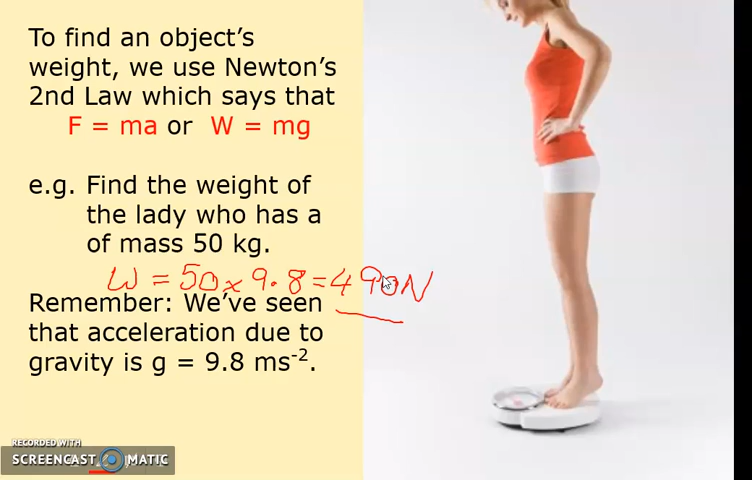 To find an object's
weight, we use Newton's
2nd Law which says that
F = ma or W = mg
e.g. Find the weight of
the lady who has a
of mass 50 kg.
W = 50 x 9.8 = 490N
Remember: We've seen
that acceleration due to
gravity is g = 9.8 ms⁻².
RECORDED WITH
SCREENCAST MATIC